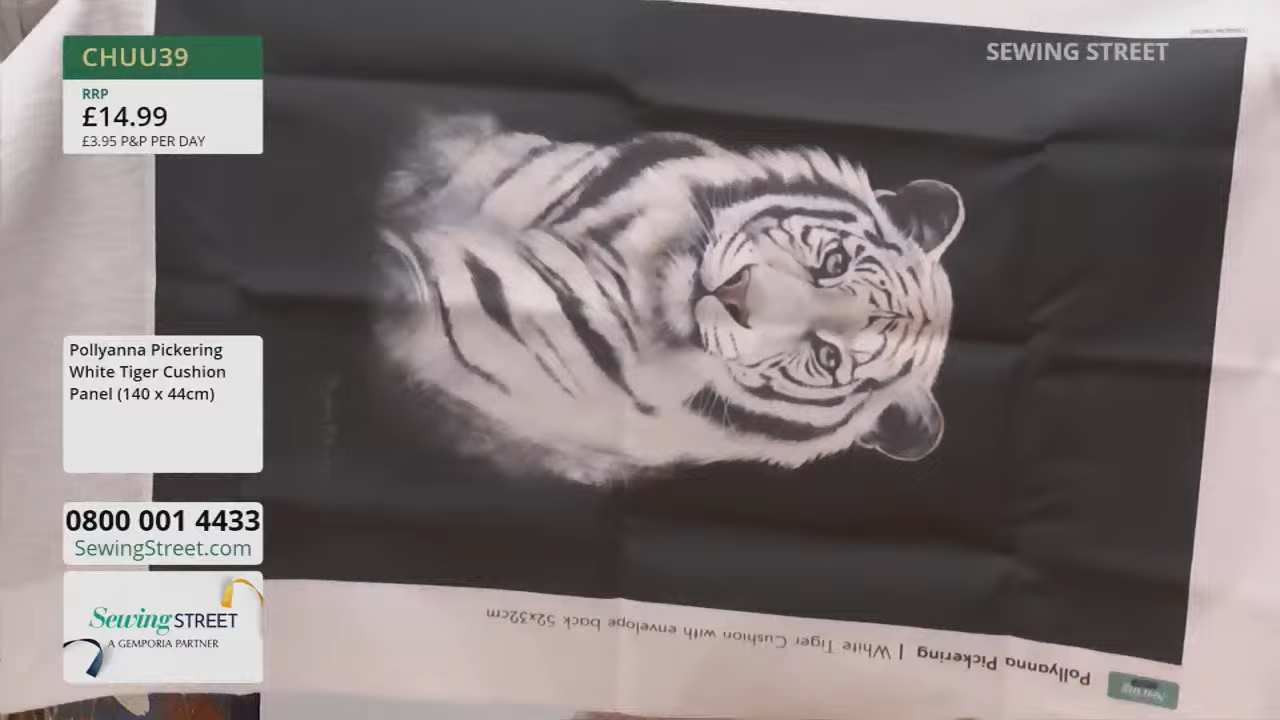 CHUU39
RRP
£14.99
£3.95 P&P PER DAY
SEWING STREET
Pollyanna Pickering
White Tiger Cushion
Panel (140 x 44cm)
0800 001 4433
SewingStreet.com
Sewing STREET
A GEMPORIA PARTNER
Pollyanna Pickering | White Tiger Cushion with envelope back 52x32cm